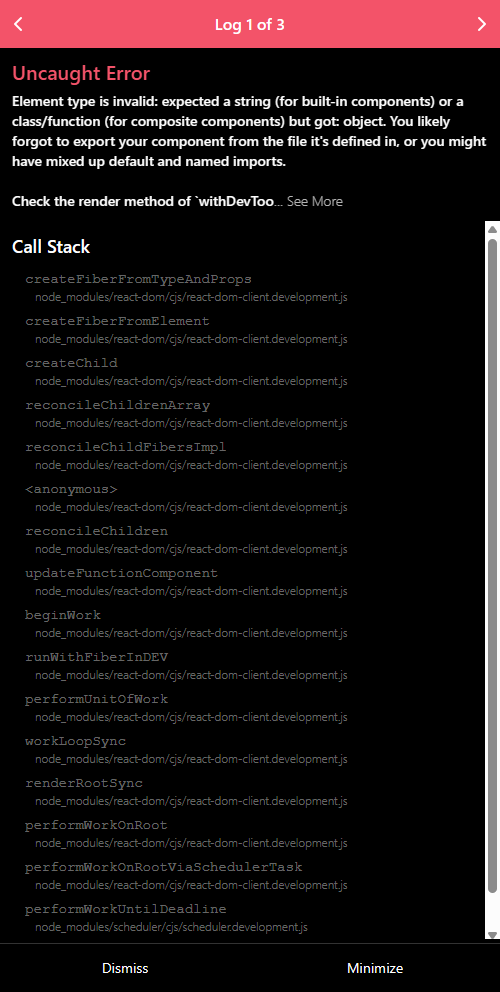 Log 1 of 3
Uncaught Error
Element type is invalid: expected a string (for built-in components) or a
class/function (for composite components) but got: object. You likely
forgot to export your component from the file it's defined in, or you might
have mixed up default and named imports.
Check the render method of `withDevToo... See More
Call Stack
createFiberFromTypeAndProps
node_modules/react-dom/cjs/react-dom-client.development.js
createFiberFromElement
node_modules/react-dom/cjs/react-dom-client.development.js
createChild
node_modules/react-dom/cjs/react-dom-client.development.js
reconcileChildrenArray
node_modules/react-dom/cjs/react-dom-client.development.js
reconcileChildFibersImpl
node_modules/react-dom/cjs/react-dom-client.development.js
<anonymous>
node_modules/react-dom/cjs/react-dom-client.development.js
reconcileChildren
node_modules/react-dom/cjs/react-dom-client.development.js
updateFunctionComponent
node_modules/react-dom/cjs/react-dom-client.development.js
beginWork
node_modules/react-dom/cjs/react-dom-client.development.js
runWithFiberInDEV
node_modules/react-dom/cjs/react-dom-client.development.js
performUnitOfWork
node_modules/react-dom/cjs/react-dom-client.development.js
workLoopSync
node_modules/react-dom/cjs/react-dom-client.development.js
renderRootSync
node_modules/react-dom/cjs/react-dom-client.development.js
performWorkOnRoot
node_modules/react-dom/cjs/react-dom-client.development.js
performWorkOnRootViaSchedulerTask
node_modules/react-dom/cjs/react-dom-client.development.js
performWorkUntilDeadline
node_modules/scheduler/cjs/scheduler.development.js
Dismiss Minimize